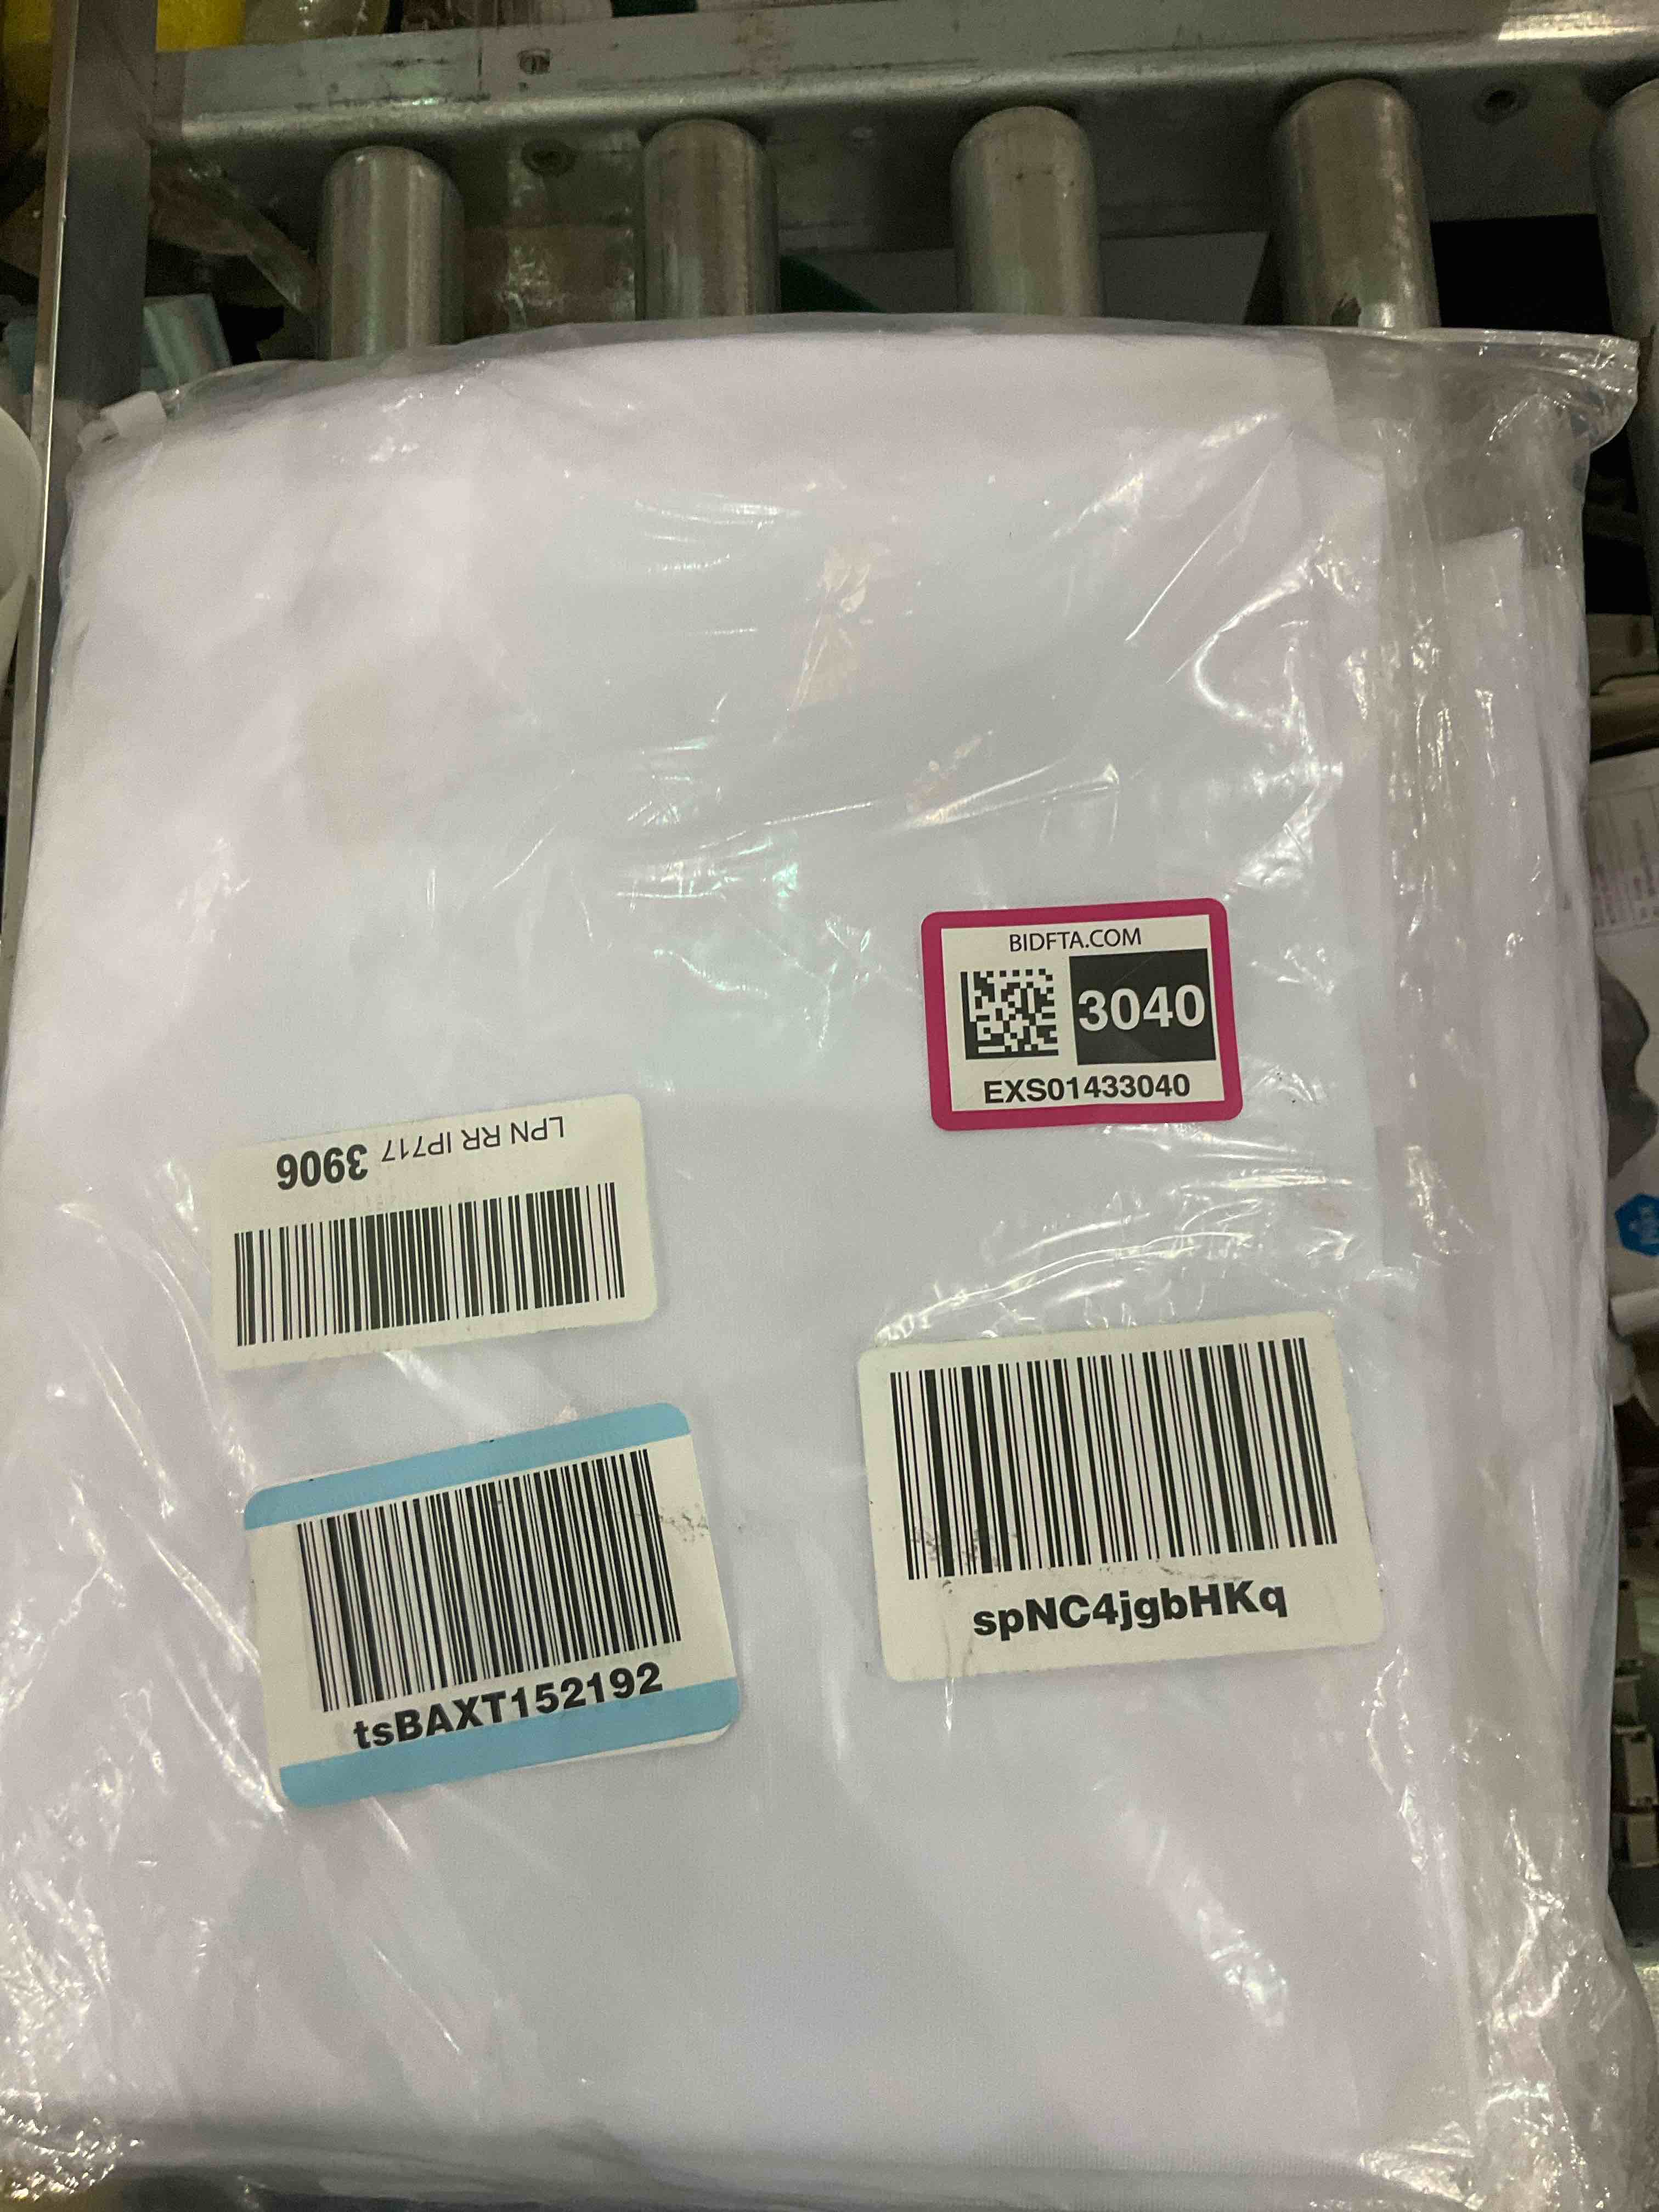 BIDFTA.COM
3040
EXS01433040
LPN RR IP717 3906
spNC4jgbHKq
tsBAXT152192